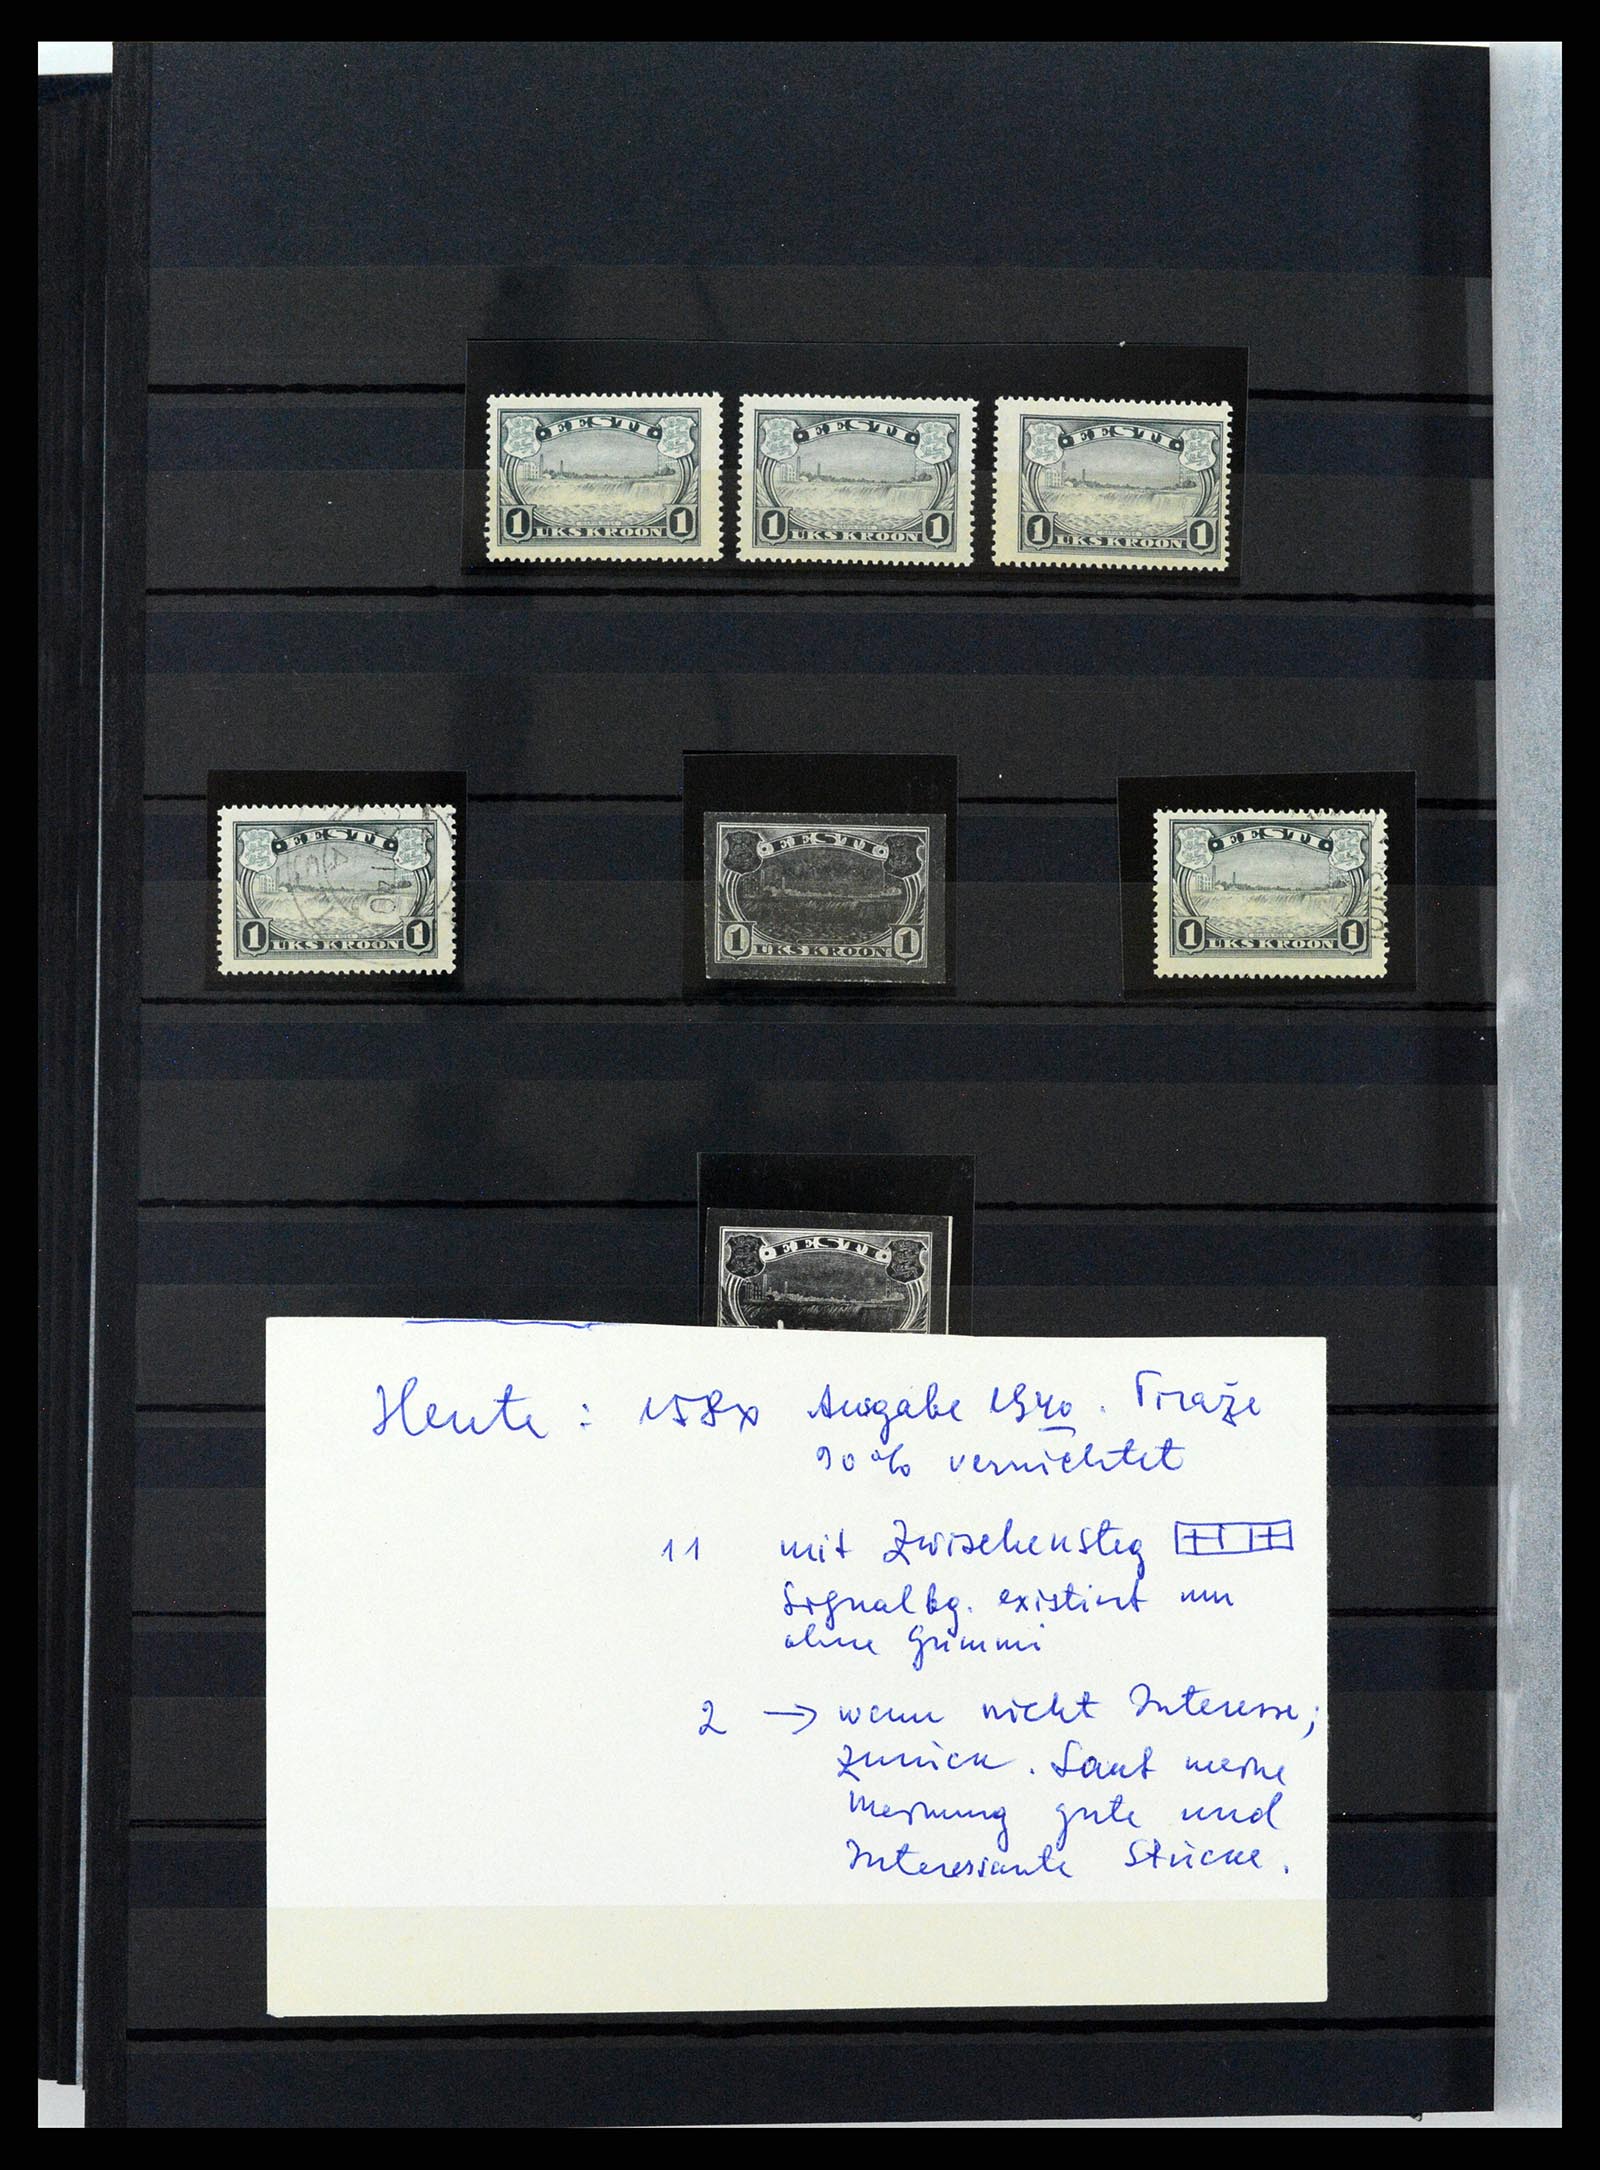 EESTI EESTI EESTI
1 ÜKS KROON 1 1 ÜKS KROON 1 1 ÜKS KROON 1
EESTI EESTI EESTI
1 ÜKS KROON 1 1 ÜKS KROON 1 1 ÜKS KROON 1
EESTI
Heute : 158x Ausgabe 1940. Tiraže
90% vernichtet
11 mit Zwischensteg
Signalbg. existiert nur
ohne Gummi
2 → wenn nicht Interesse;
zurück. Laut meine
Meinung gute und
Interessante Stücke.